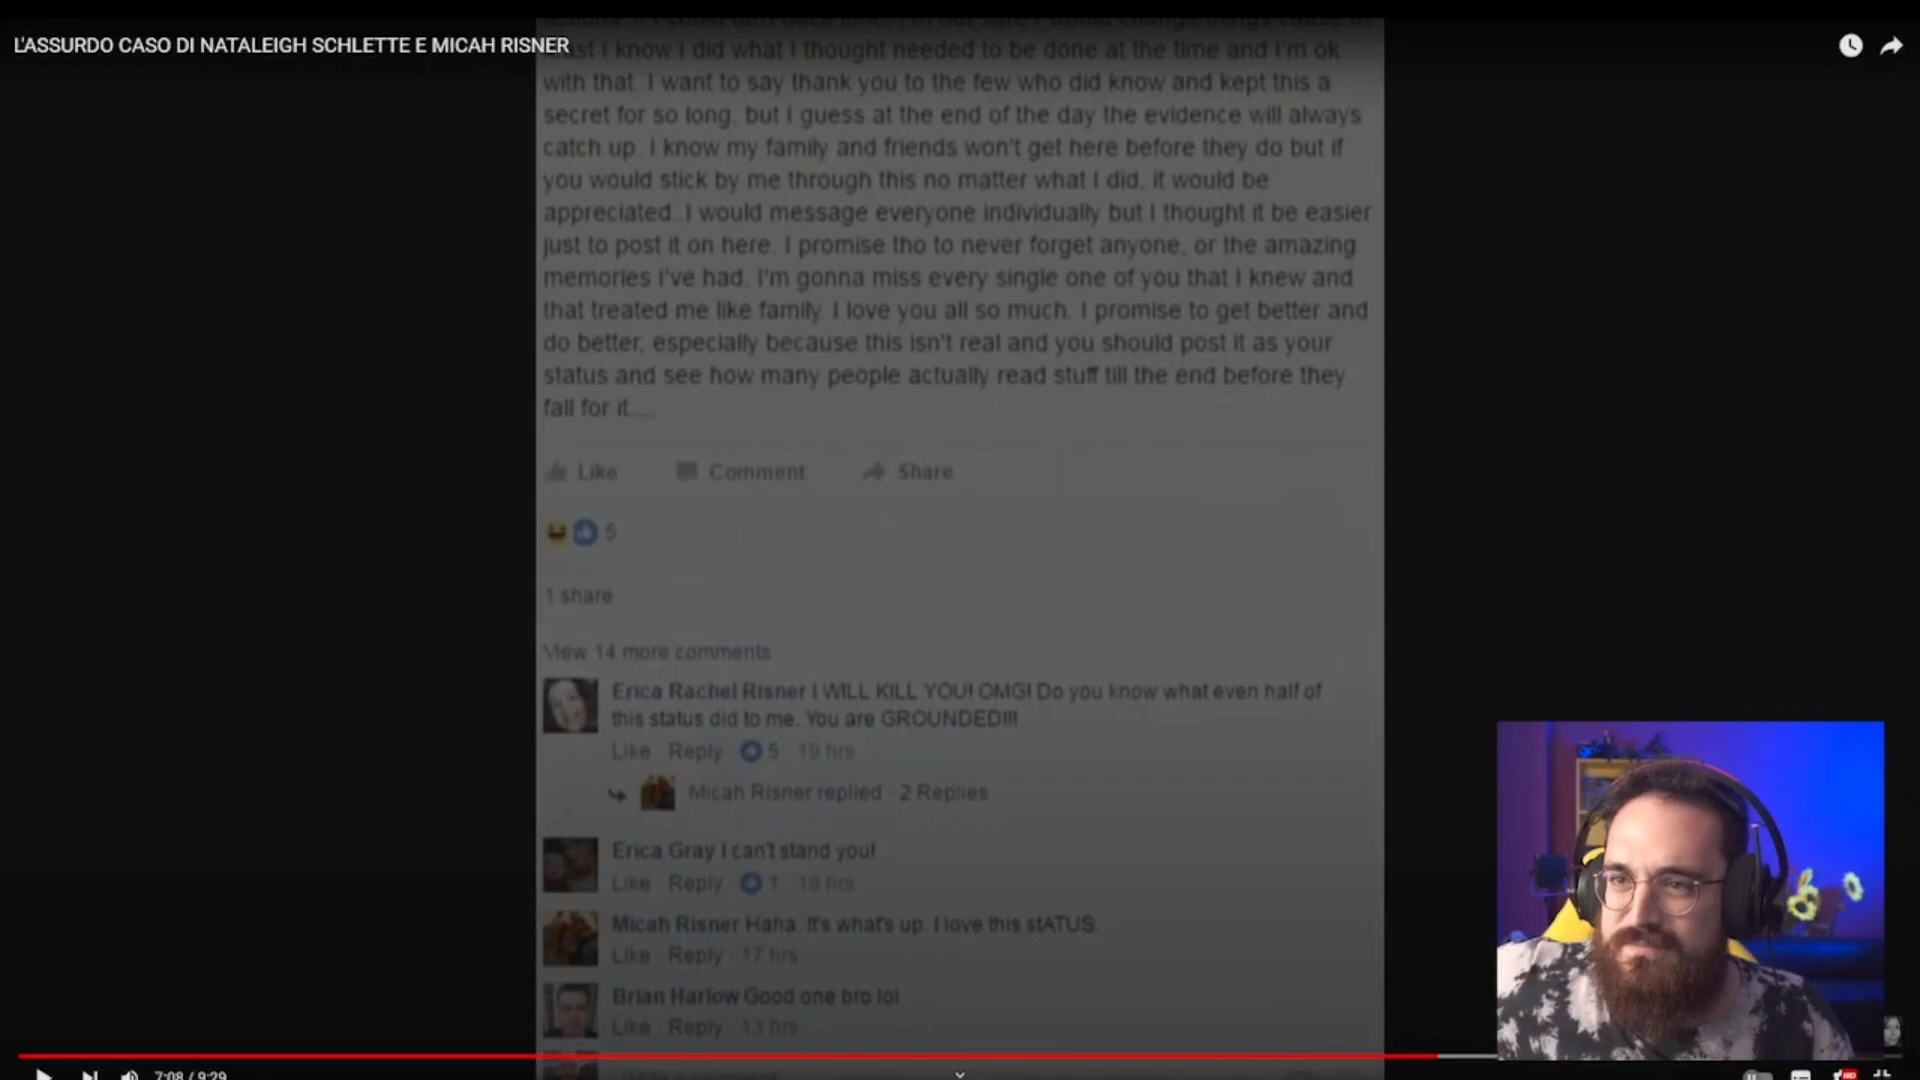 L'ASSURDO CASO DI NATALEIGH SCHLETTE E MICAH RISNER
I know I did what I thought needed to be done at the time and I'm ok
with that. I want to say thank you to the few who did know and kept this a
secret for so long, but I guess at the end of the day the evidence will always
catch up. I know my family and friends won't get here before they do but if
you would stick by me through this no matter what I did, it would be
appreciated..I would message everyone individually but I thought it be easier
just to post it on here. I promise tho to never forget anyone, or the amazing
memories I've had. I'm gonna miss every single one of you that I knew and
that treated me like family. I love you all so much. I promise to get better and
do better, especially because this isn't real and you should post it as your
status and see how many people actually read stuff till the end before they
fall for it....
Like Comment Share
5
1 share
View 14 more comments
Erica Rachel Risner I WILL KILL YOU! OMG! Do you know what even half of
this status did to me. You are GROUNDED!!!
Like Reply 5 19 hrs
Micah Risner replied 2 Replies
Erica Gray I can't stand you!
Like Reply 1 18 hrs
Micah Risner Haha. It's what's up. I love this stATUS.
Like Reply 17 hrs
Brian Harlow Good one bro lol
Like Reply 13 hrs
7:08 / 9:29
HD